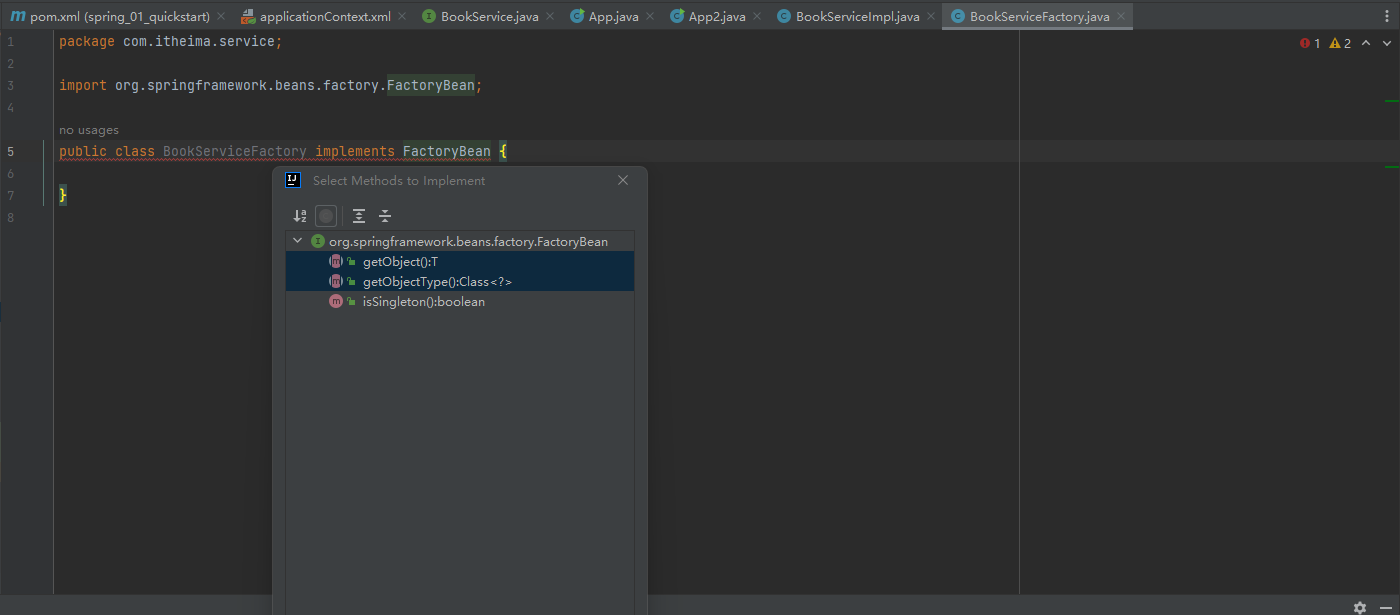 pom.xml (spring_01_quickstart) applicationContext.xml BookService.java App.java App2.java BookServiceImpl.java BookServiceFactory.java
1 package com.itheima.service; 1 2
2
3 import org.springframework.beans.factory.FactoryBean;
4
no usages
5 public class BookServiceFactory implements FactoryBean {
6
7 }
8
Select Methods to Implement
org.springframework.beans.factory.FactoryBean
getObject():T
getObjectType():Class<?>
isSingleton():boolean